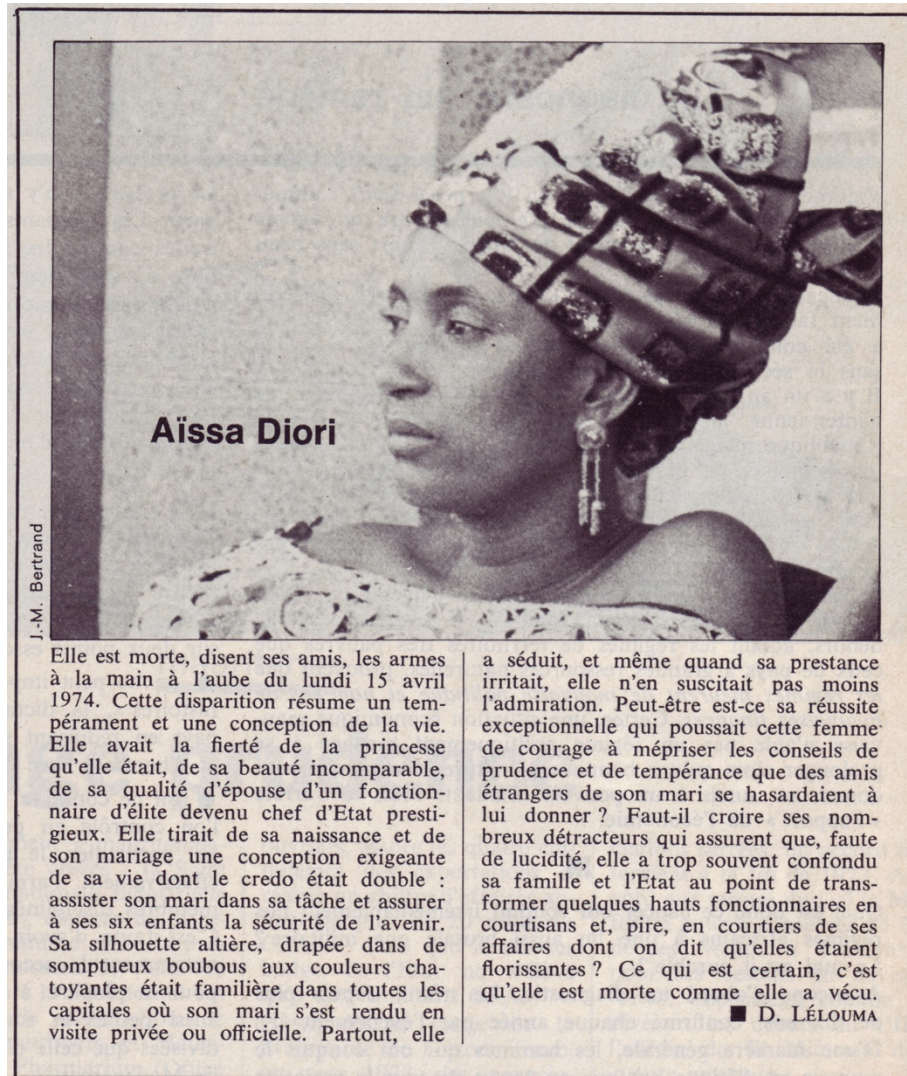 Aïssa Diori
J.-M. Bertrand
Elle est morte, disent ses amis, les armes
à la main à l'aube du lundi 15 avril
1974. Cette disparition résume un tem-
pérament et une conception de la vie.
Elle avait la fierté de la princesse
qu'elle était, de sa beauté incomparable,
de sa qualité d'épouse d'un fonction-
naire d'élite devenu chef d'Etat presti-
gieux. Elle tirait de sa naissance et de
son mariage une conception exigeante
de sa vie dont le credo était double :
assister son mari dans sa tâche et assurer
à ses six enfants la sécurité de l'avenir.
Sa silhouette altière, drapée dans de
somptueux boubous aux couleurs cha-
toyantes était familière dans toutes les
capitales où son mari s'est rendu en
visite privée ou officielle. Partout, elle
a séduit, et même quand sa prestance
irritait, elle n'en suscitait pas moins
l'admiration. Peut-être est-ce sa réussite
exceptionnelle qui poussait cette femme
de courage à mépriser les conseils de
prudence et de tempérance que des amis
étrangers de son mari se hasardaient à
lui donner ? Faut-il croire ses nom-
breux détracteurs qui assurent que, faute
de lucidité, elle a trop souvent confondu
sa famille et l'Etat au point de trans-
former quelques hauts fonctionnaires en
courtisans et, pire, en courtiers de ses
affaires dont on dit qu'elles étaient
florissantes ? Ce qui est certain, c'est
qu'elle est morte comme elle a vécu.
■ D. LÉLOUMA